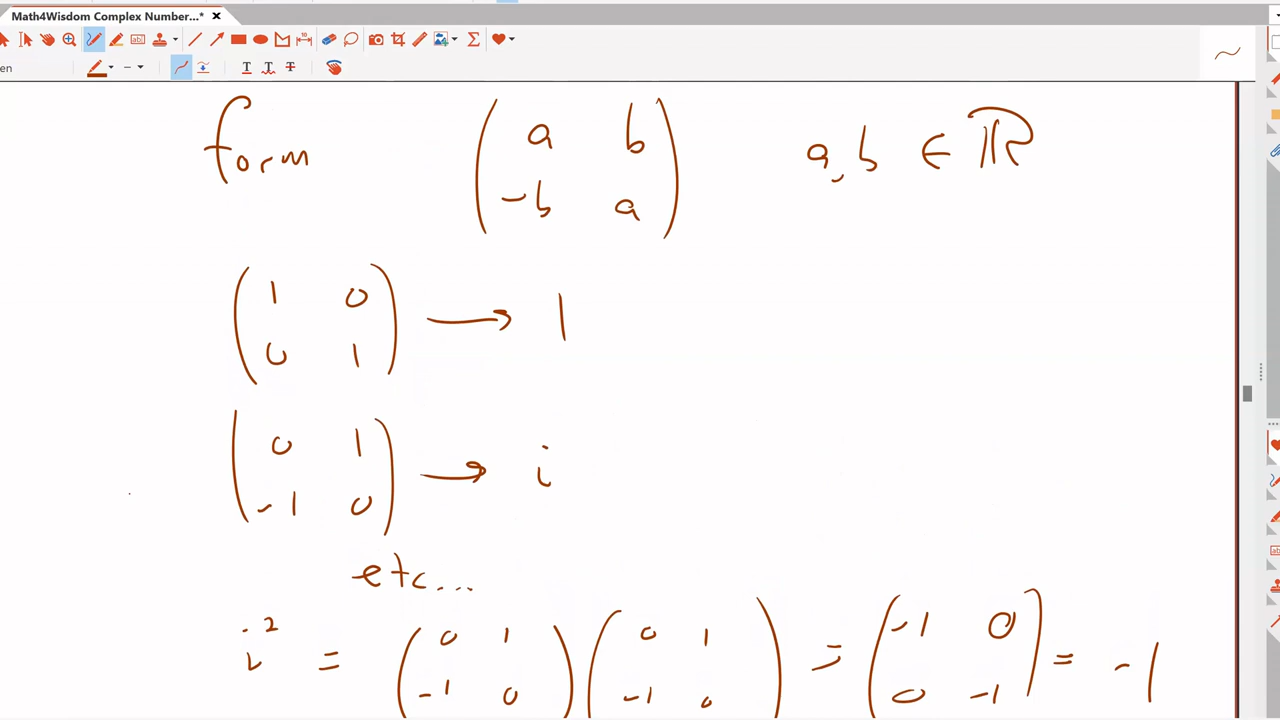 Math4Wisdom Complex Number...*
en
form ( a b ; -b a ) a, b ∈ ℝ
( 1 0 ; 0 1 ) → 1
( 0 1 ; -1 0 ) → i
etc...
i² = ( 0 1 ; -1 0 ) ( 0 1 ; -1 0 ) = ( -1 0 ; 0 -1 ) = -1